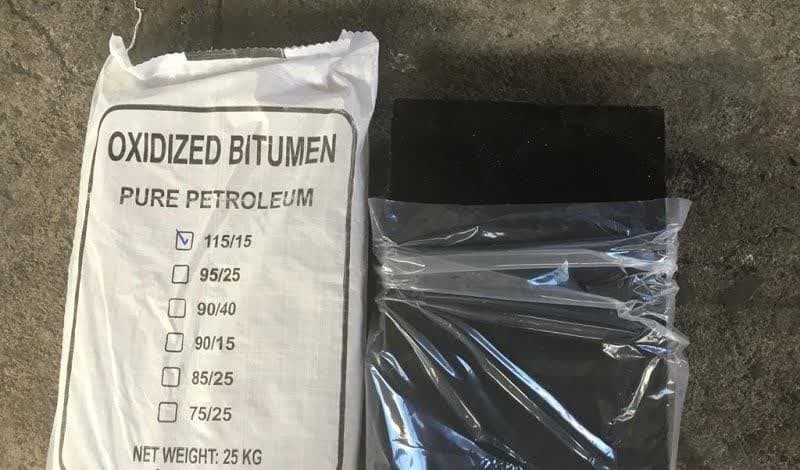 OXIDIZED BITUMEN
PURE PETROLEUM
115/15
95/25
90/40
90/15
85/25
75/25
NET WEIGHT: 25 KG